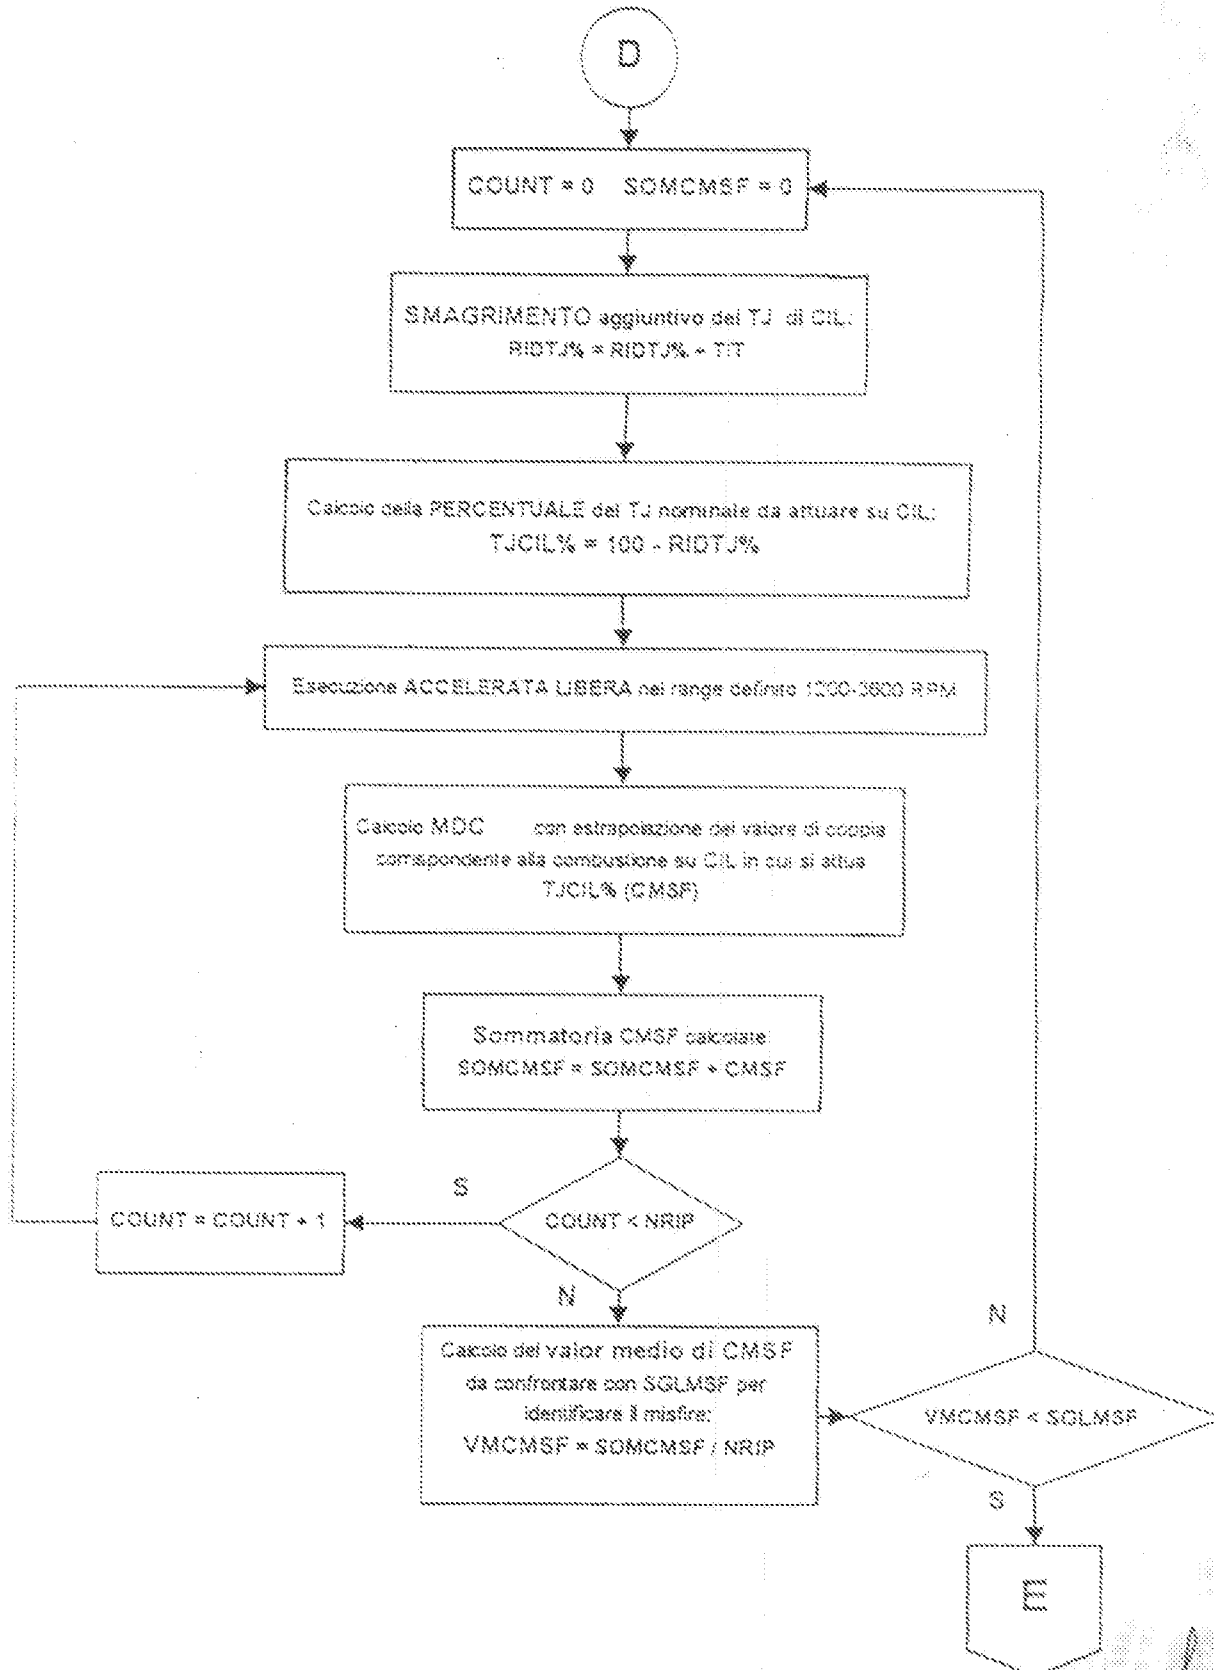 D
COUNT = 0 SOMCMSF = 0
SMAGRIMENTO aggiuntivo del TJ di CIL:
RIDTJ% = RIDTJ% + TIT
Calcolo della PERCENTUALE del TJ nominale da attuare su CIL:
TJCIL% = 100 - RIDTJ%
Esecuzione ACCELERATA LIBERA nel range definito 1200-3600 RPM
Calcolo MDC con estrapolazione del valore di coppia
corrispondente alla combustione su CIL in cui si attua
TJCIL% (CMSF)
Sommatoria CMSF calcolate
SOMCMSF = SOMCMSF + CMSF
S
COUNT = COUNT + 1
COUNT < NRIP
N
Calcolo del valor medio di CMSF
da confrontare con SGLMSF per
identificare il misfire:
VMCMSF = SOMCMSF / NRIP
N
VMCMSF < SGLMSF
S
E